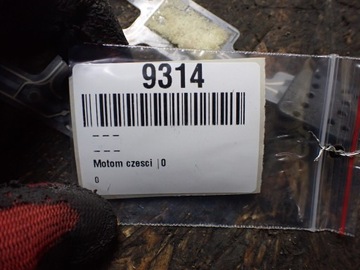 9314
---
---
Motom czesci | 0
0